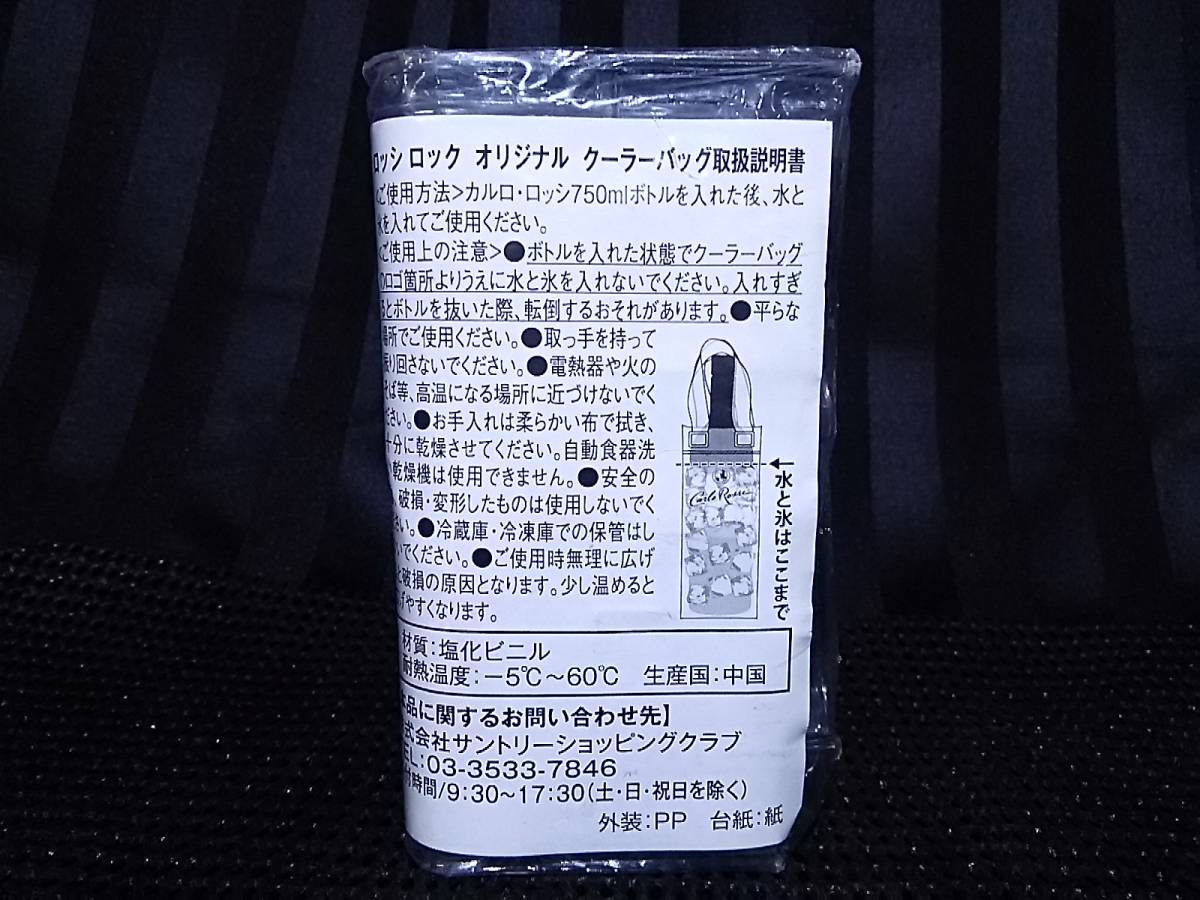 ロッシ ロック オリジナル クーラーバッグ取扱説明書
ご使用方法>カルロ・ロッシ750mlボトルを入れた後、水と
氷を入れてご使用ください。
ご使用上の注意>●ボトルを入れた状態でクーラーバッグ
のロゴ箇所よりうえに水と氷を入れないでください。入れすぎ
るとボトルを抜いた際、転倒するおそれがあります。●平らな
場所でご使用ください。●取っ手を持って
振り回さないでください。●電熱器や火の
そば等、高温になる場所に近づけないでく
ださい。●お手入れは柔らかい布で拭き、
十分に乾燥させてください。自動食器洗
い乾燥機は使用できません。●安全の
、破損・変形したものは使用しないでく
さい。●冷蔵庫・冷凍庫での保管はし
いでください。●ご使用時無理に広げ
と破損の原因となります。少し温めると
げやすくなります。
Carlo Rossi
水と氷はここまで
材質:塩化ビニル
耐熱温度:−5℃〜60℃ 生産国:中国
本品に関するお問い合わせ先】
式会社サントリーショッピングクラブ
EL:03-3533-7846
付時間/9:30〜17:30(土・日・祝日を除く)
外装:PP 台紙:紙